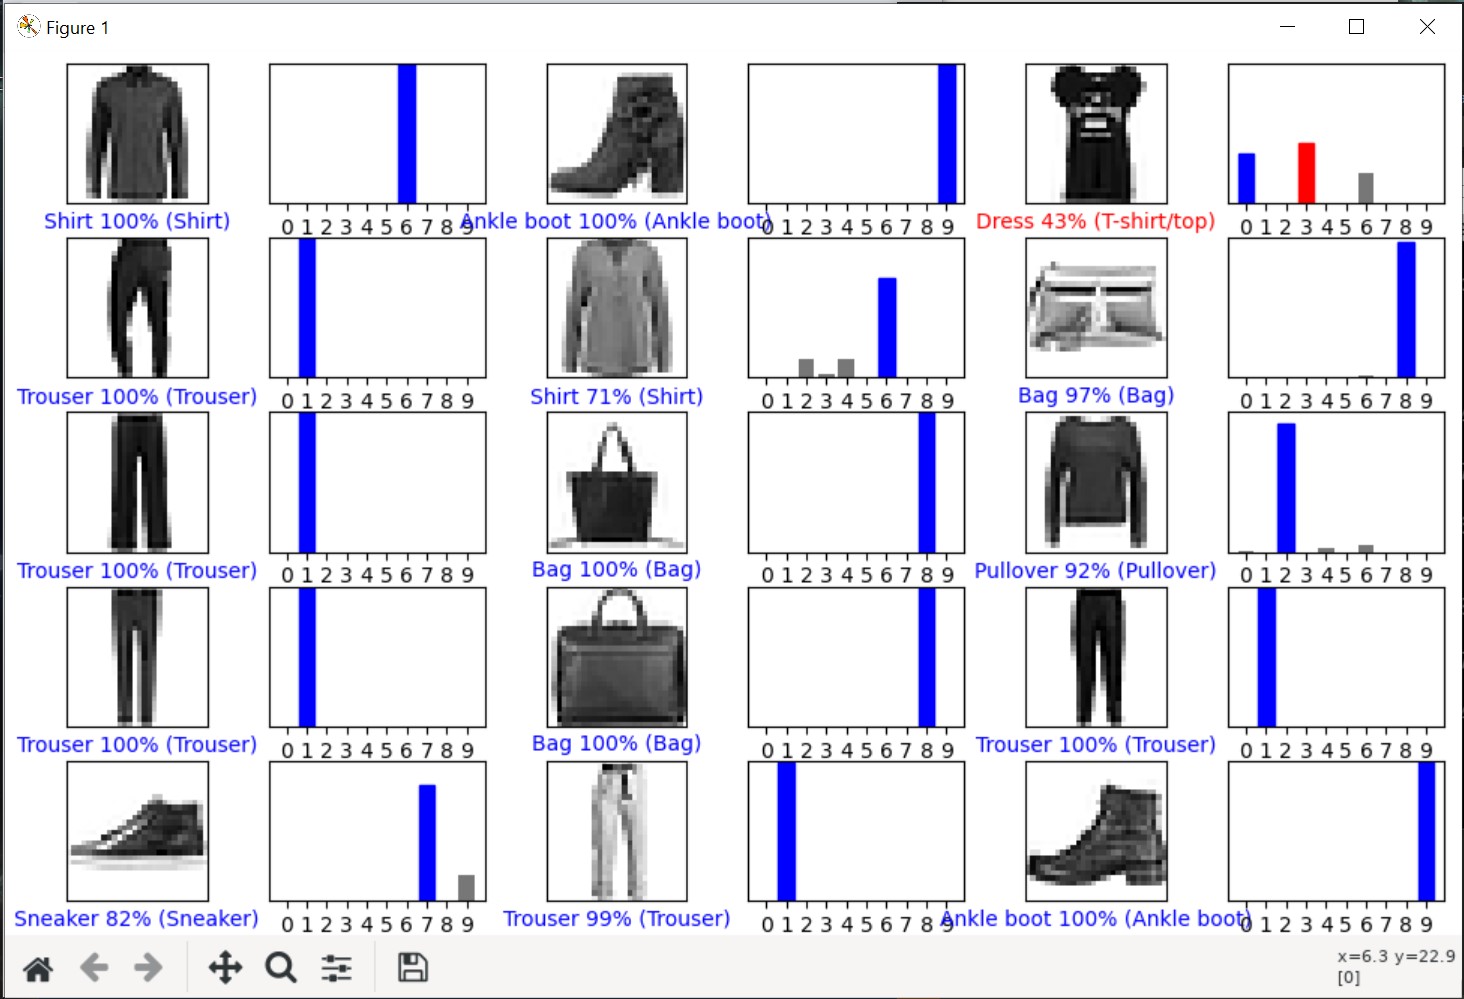 Figure 1
0 1 2 3 4 5 6 7 8 9 0 1 2 3 4 5 6 7 8 9 0 1 2 3 4 5 6 7 8 9
Shirt 100% (Shirt) Ankle boot 100% (Ankle boot) Dress 43% (T-shirt/top)
0 1 2 3 4 5 6 7 8 9 0 1 2 3 4 5 6 7 8 9 0 1 2 3 4 5 6 7 8 9
Trouser 100% (Trouser) Shirt 71% (Shirt) Bag 97% (Bag)
0 1 2 3 4 5 6 7 8 9 0 1 2 3 4 5 6 7 8 9 0 1 2 3 4 5 6 7 8 9
Trouser 100% (Trouser) Bag 100% (Bag) Pullover 92% (Pullover)
0 1 2 3 4 5 6 7 8 9 0 1 2 3 4 5 6 7 8 9 0 1 2 3 4 5 6 7 8 9
Trouser 100% (Trouser) Bag 100% (Bag) Trouser 100% (Trouser)
0 1 2 3 4 5 6 7 8 9 0 1 2 3 4 5 6 7 8 9 0 1 2 3 4 5 6 7 8 9
Sneaker 82% (Sneaker) Trouser 99% (Trouser) Ankle boot 100% (Ankle boot)
x=6.3 y=22.9
[0]